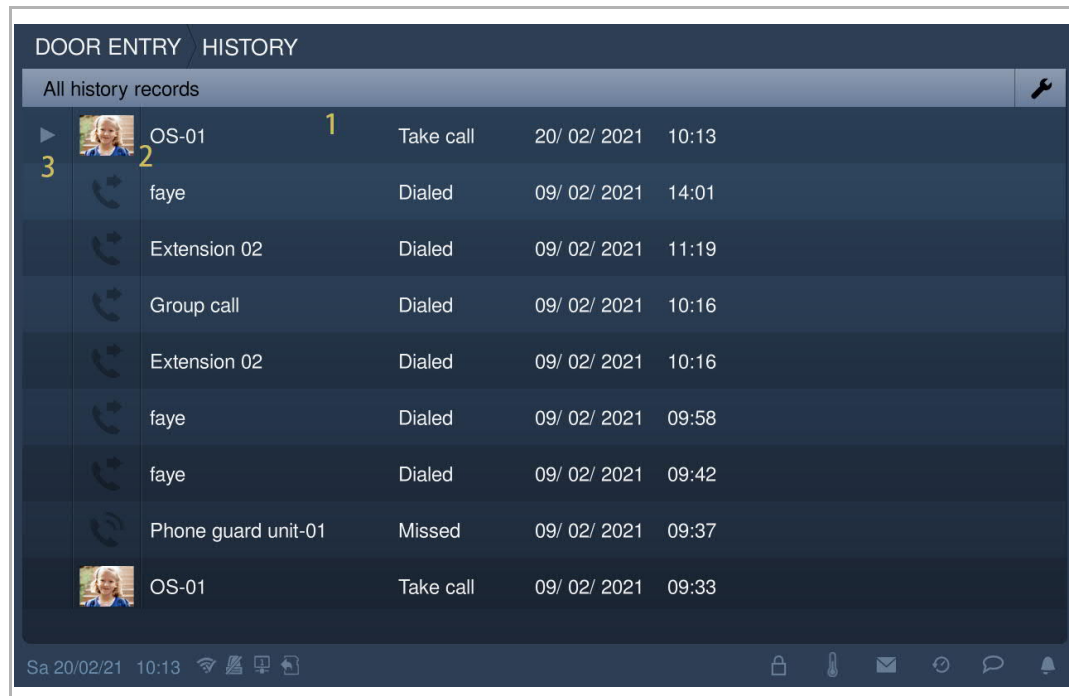 DOOR ENTRY HISTORY
All history records
OS-01 1 Take call 20/ 02/ 2021 10:13
3 2
faye Dialed 09/ 02/ 2021 14:01
Extension 02 Dialed 09/ 02/ 2021 11:19
Group call Dialed 09/ 02/ 2021 10:16
Extension 02 Dialed 09/ 02/ 2021 10:16
faye Dialed 09/ 02/ 2021 09:58
faye Dialed 09/ 02/ 2021 09:42
Phone guard unit-01 Missed 09/ 02/ 2021 09:37
OS-01 Take call 09/ 02/ 2021 09:33
Sa 20/02/21 10:13